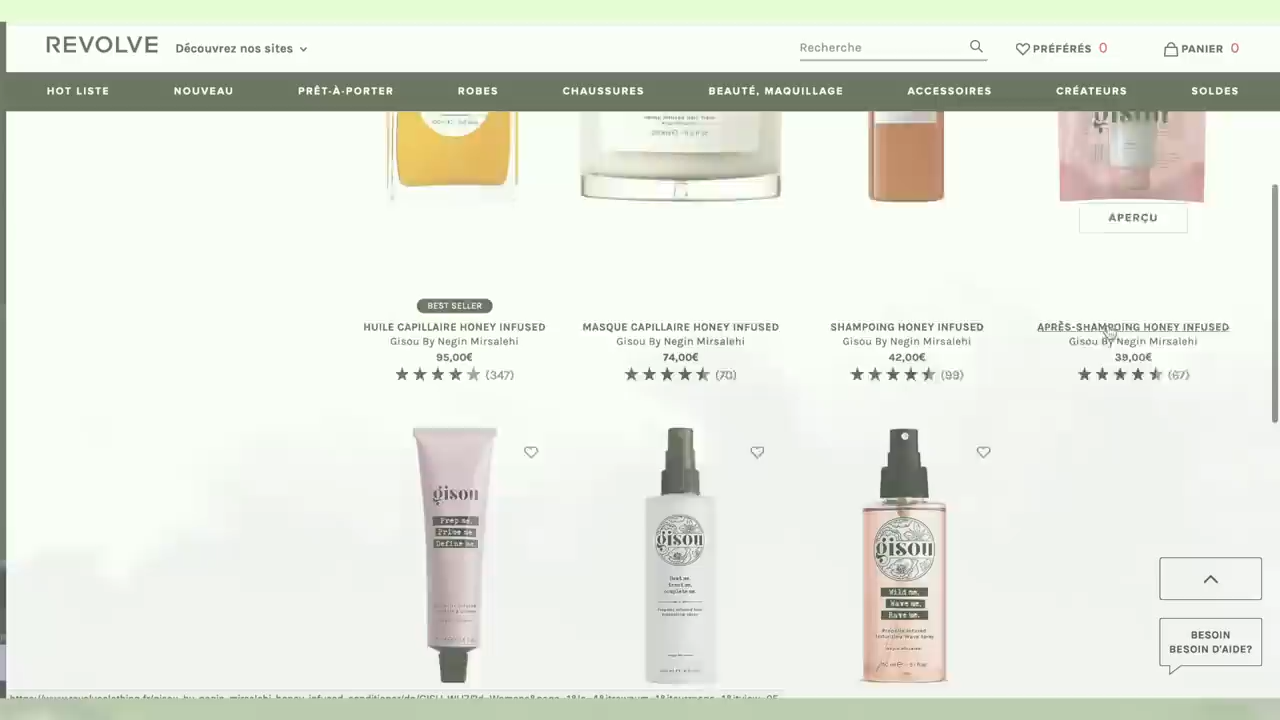 REVOLVE
Découvrez nos sites
Recherche
PRÉFÉRÉS 0
PANIER 0
HOT LISTE
NOUVEAU
PRÊT-À-PORTER
ROBES
CHAUSSURES
BEAUTÉ, MAQUILLAGE
ACCESSOIRES
CRÉATEURS
SOLDES
gisou
APERÇU
BEST SELLER
HUILE CAPILLAIRE HONEY INFUSED
Gisou By Negin Mirsalehi
95,00€
(347)
MASQUE CAPILLAIRE HONEY INFUSED
Gisou By Negin Mirsalehi
74,00€
(70)
SHAMPOING HONEY INFUSED
Gisou By Negin Mirsalehi
42,00€
(99)
APRÈS-SHAMPOING HONEY INFUSED
Gisou By Negin Mirsalehi
39,00€
(67)
gisou
Prep me.
Prime me.
Define me.
gisou
gisou
Wild me.
Wave me.
Rave me.
BESOIN
BESOIN D'AIDE?